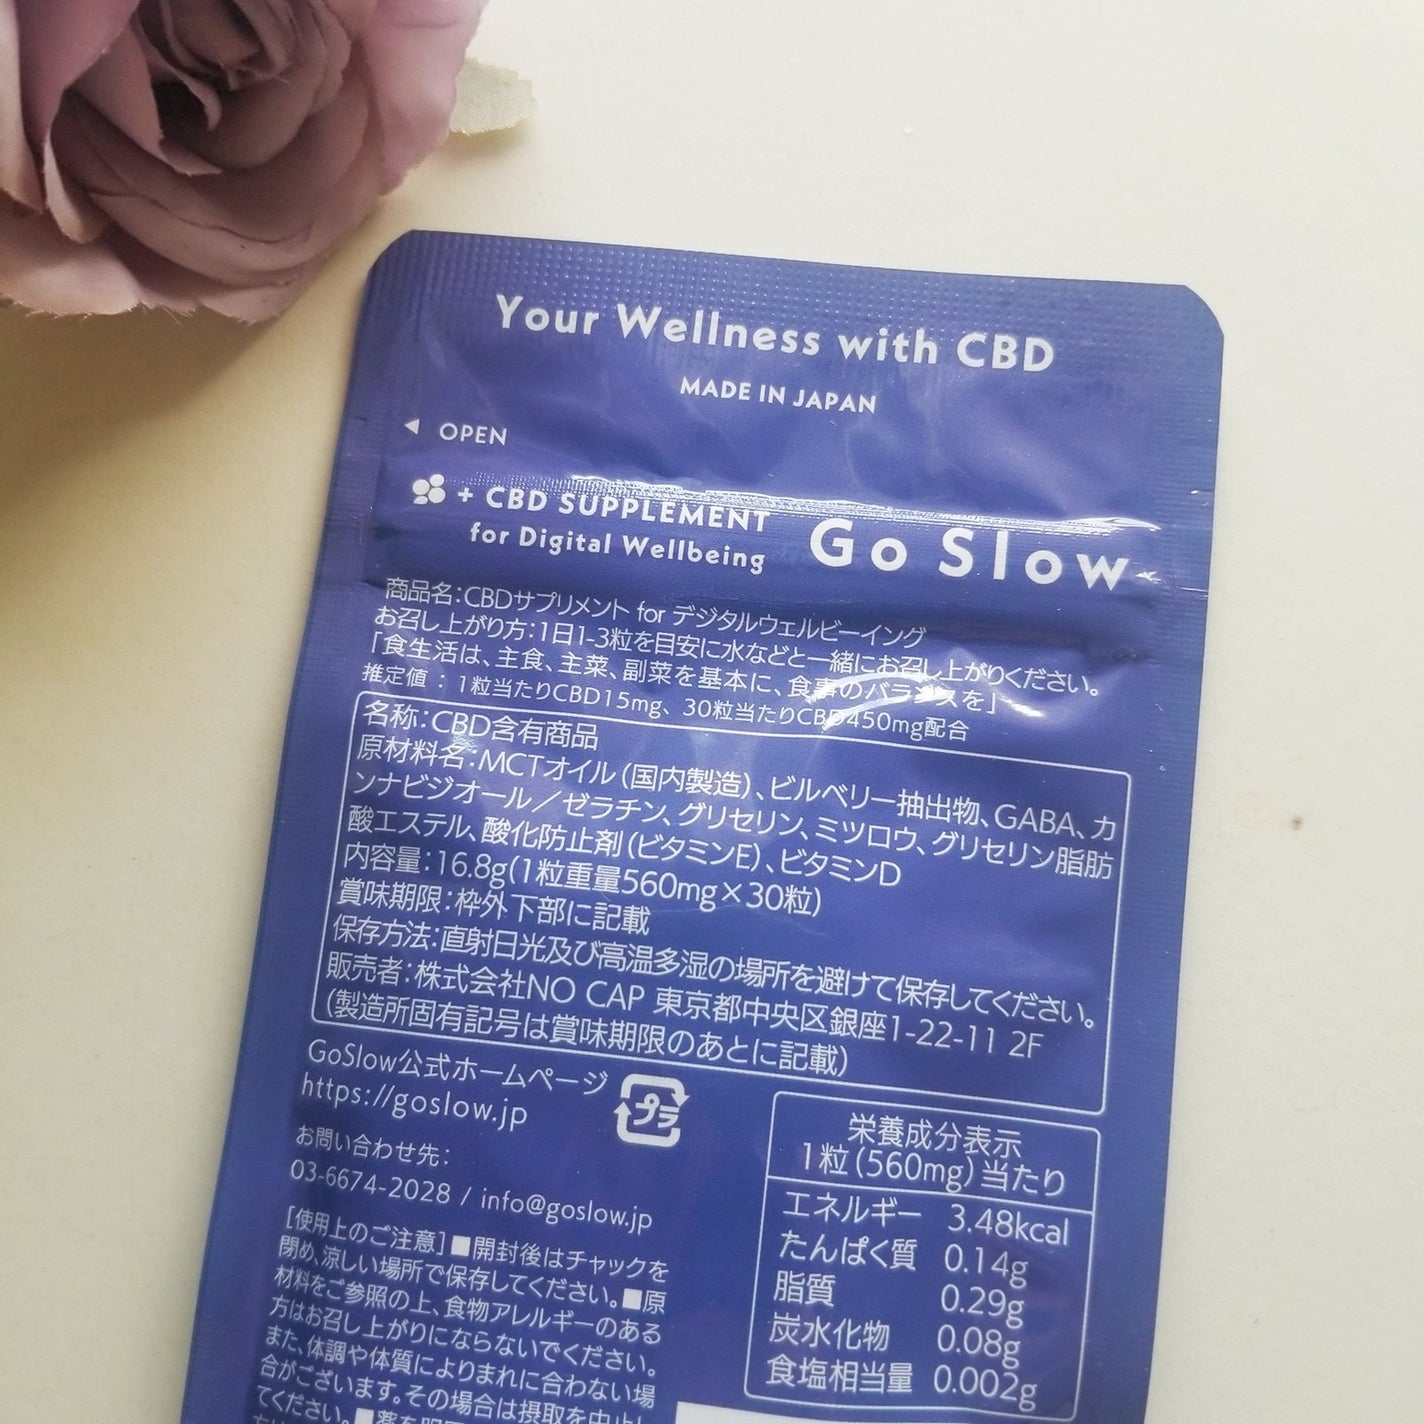 Your Wellness with CBD
MADE IN JAPAN
◀ OPEN
+ CBD SUPPLEMENT
for Digital Wellbeing
Go Slow
商品名:CBDサプリメント for デジタルウェルビーイング
お召し上がり方:1日1-3粒を目安に水などと一緒にお召し上がりください。
「食生活は、主食、主菜、副菜を基本に、食事のバランスを」
推定値 : 1粒当たりCBD15mg、30粒当たりCBD450mg配合
名称:CBD含有商品
原材料名:MCTオイル(国内製造)、ビルベリー抽出物、GABA、カ
ンナビジオール/ゼラチン、グリセリン、ミツロウ、グリセリン脂肪
酸エステル、酸化防止剤(ビタミンE)、ビタミンD
内容量:16.8g(1粒重量560mg×30粒)
賞味期限:枠外下部に記載
保存方法:直射日光及び高温多湿の場所を避けて保存してください。
販売者:株式会社NO CAP 東京都中央区銀座1-22-11 2F
(製造所固有記号は賞味期限のあとに記載)
GoSlow公式ホームページ
https://goslow.jp
プラ
お問い合わせ先:
03-6674-2028 / info@goslow.jp
[使用上のご注意]■開封後はチャックを
閉め、涼しい場所で保存してください。■原
材料をご参照の上、食物アレルギーのある
方はお召し上がりにならないでください。
また、体調や体質によりまれに合わない場
合がございます。その場合は摂取を中止し
てください。■薬を服用
栄養成分表示
1粒(560mg)当たり
エネルギー 3.48kcal
たんぱく質 0.14g
脂質 0.29g
炭水化物 0.08g
食塩相当量 0.002g